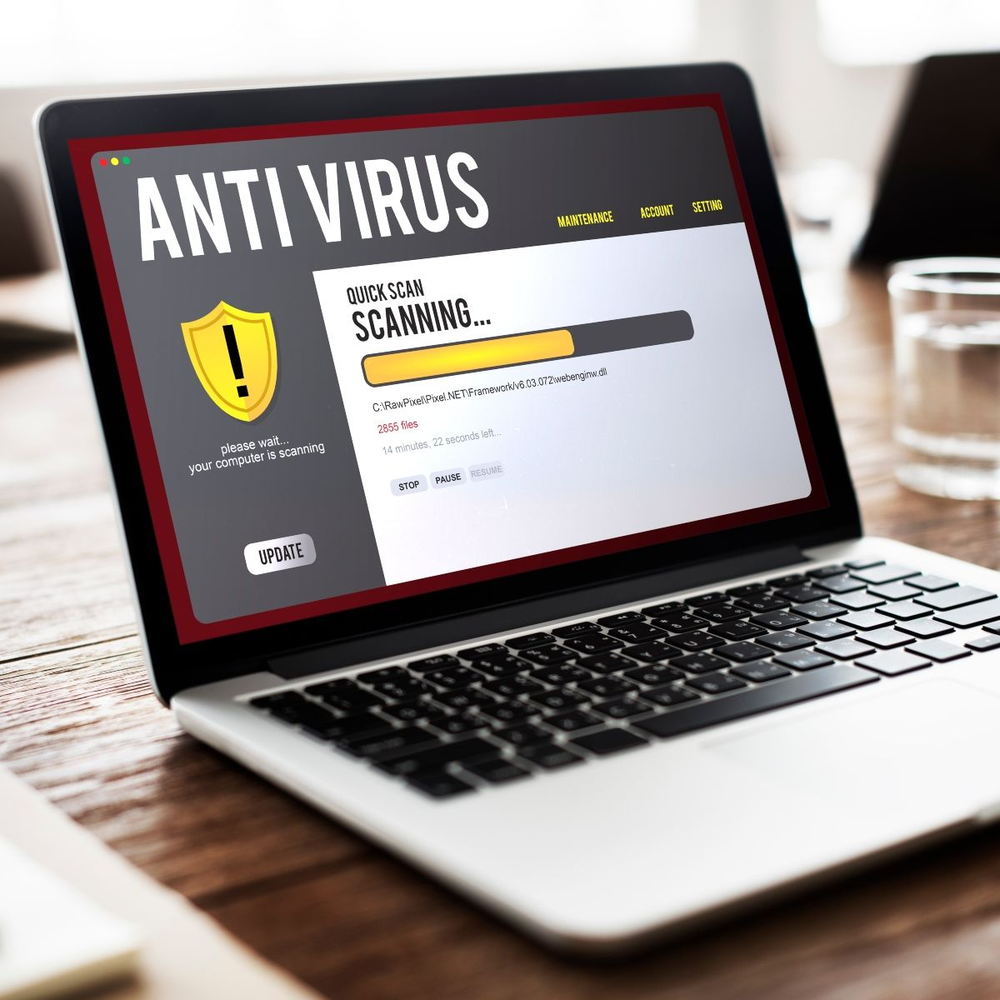 ANTI VIRUS
MAINTENANCE ACCOUNT SETTING
QUICK SCAN
SCANNING...
C:\RawPixel\Pixel.NET\Framework/v6.03.072\webenginw.dll
2855 files
14 minutes, 22 seconds left...
STOP PAUSE RESUME
please wait...
your computer is scanning
UPDATE